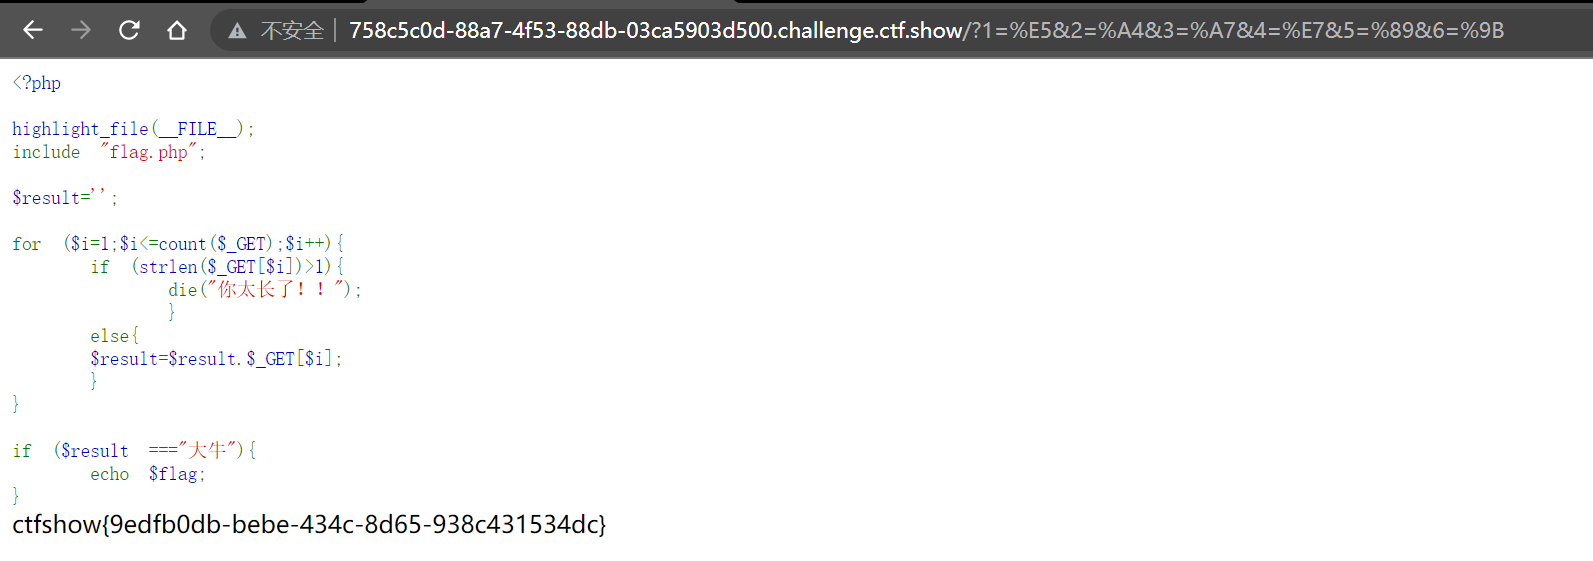 不安全 758c5c0d-88a7-4f53-88db-03ca5903d500.challenge.ctf.show/?1=%E5&2=%A4&3=%A7&4=%E7&5=%89&6=%9B
<?php
highlight_file(__FILE__);
include "flag.php";
$result='';
for ($i=1;$i<=count($_GET);$i++){
if (strlen($_GET[$i])>1){
die("你太长了！！");
}
else{
$result=$result.$_GET[$i];
}
}
if ($result ==="大牛"){
echo $flag;
}
ctfshow{9edfb0db-bebe-434c-8d65-938c431534dc}